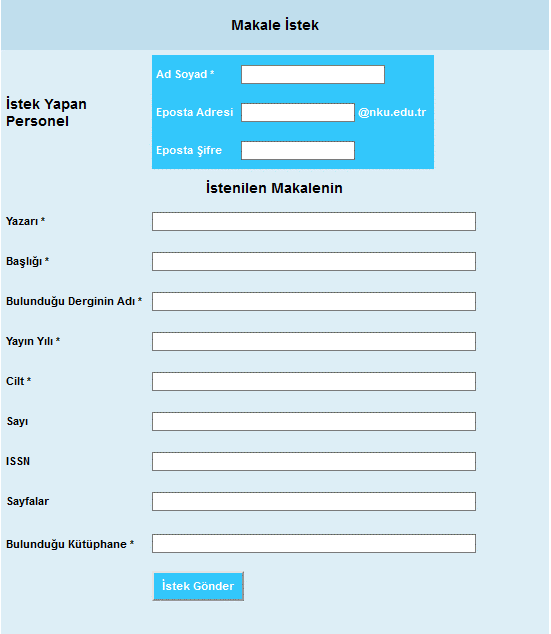 Makale İstek
İstek Yapan
Personel
Ad Soyad *
Eposta Adresi @nku.edu.tr
Eposta Şifre
İstenilen Makalenin
Yazarı *
Başlığı *
Bulunduğu Derginin Adı *
Yayın Yılı *
Cilt *
Sayı
ISSN
Sayfalar
Bulunduğu Kütüphane *
İstek Gönder